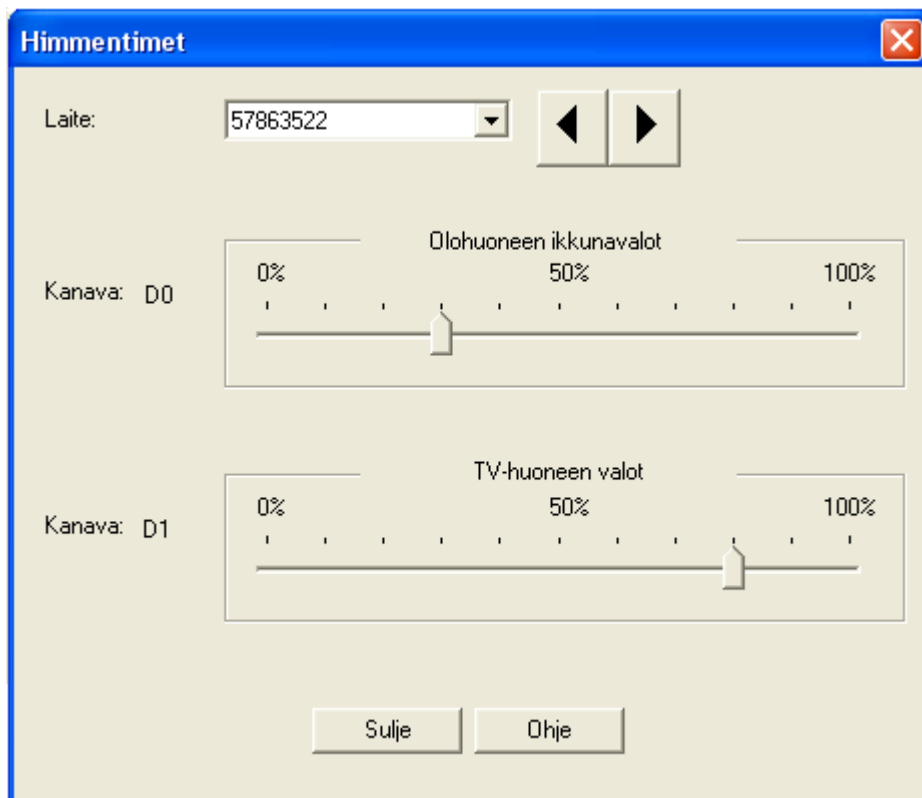 Himmentimet
Laite: 57863522
Olohuoneen ikkunavalot
0% 50% 100%
Kanava: D0
TV-huoneen valot
0% 50% 100%
Kanava: D1
Sulje Ohje